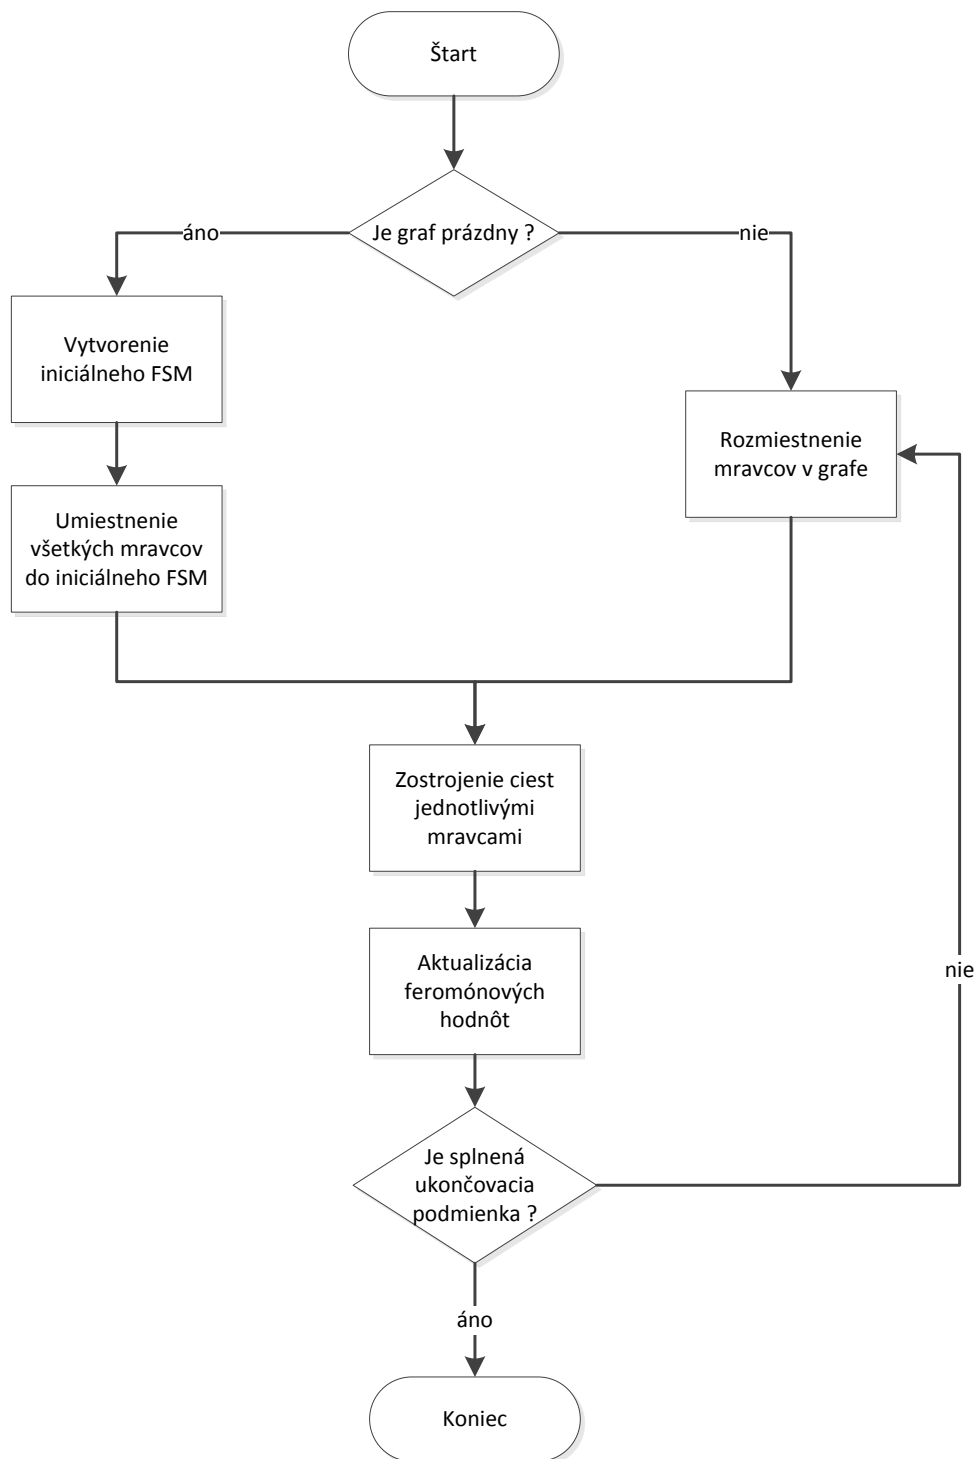 Štart
Je graf prázdny ?
áno
nie
Vytvorenie
iniciálneho FSM
Rozmiestnenie
mravcov v grafe
Umiestnenie
všetkých mravcov
do iniciálneho FSM
Zostrojenie ciest
jednotlivými
mravcami
Aktualizácia
feromónových
hodnôt
nie
Je splnená
ukončovacia
podmienka ?
áno
Koniec